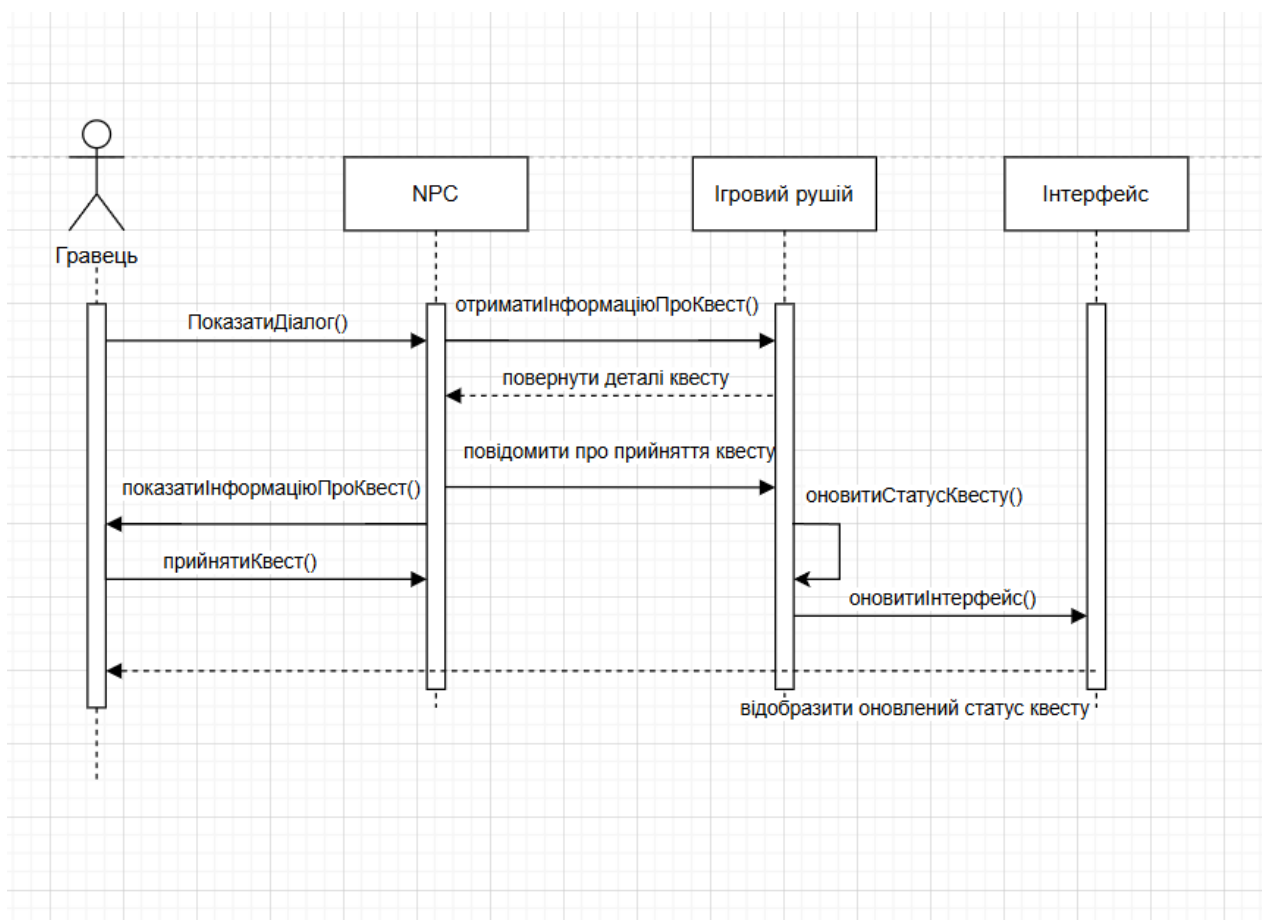 NPC
Ігровий рушій
Інтерфейс
Гравець
отриматиІнформаціюПроКвест()
ПоказатиДіалог()
повернути деталі квесту
повідомити про прийняття квесту
показатиІнформаціюПроКвест()
оновитиСтатусКвесту()
прийнятиКвест()
оновитиІнтерфейс()
відобразити оновлений статус квесту